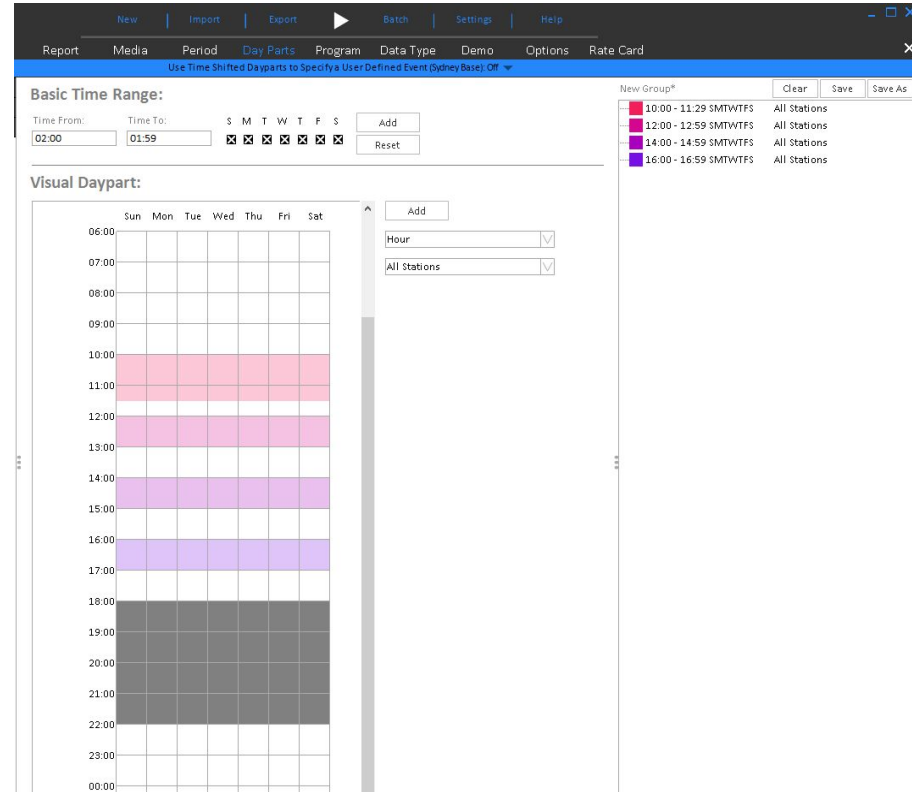 New | Import | Export Batch | Settings | Help
Report Media Period Day Parts Program Data Type Demo Options Rate Card
Use Time Shifted Dayparts to Specify a User Defined Event (Sydney Base): Off
Basic Time Range:
Time From: Time To: S M T W T F S Add
02:00 01:59 Reset
Visual Daypart:
Add
Sun Mon Tue Wed Thu Fri Sat
Hour
All Stations
06:00
07:00
08:00
09:00
10:00
11:00
12:00
13:00
14:00
15:00
16:00
17:00
18:00
19:00
20:00
21:00
22:00
23:00
00:00
New Group* Clear Save Save As
10:00 - 11:29 SMTWTFS All Stations
12:00 - 12:59 SMTWTFS All Stations
14:00 - 14:59 SMTWTFS All Stations
16:00 - 16:59 SMTWTFS All Stations